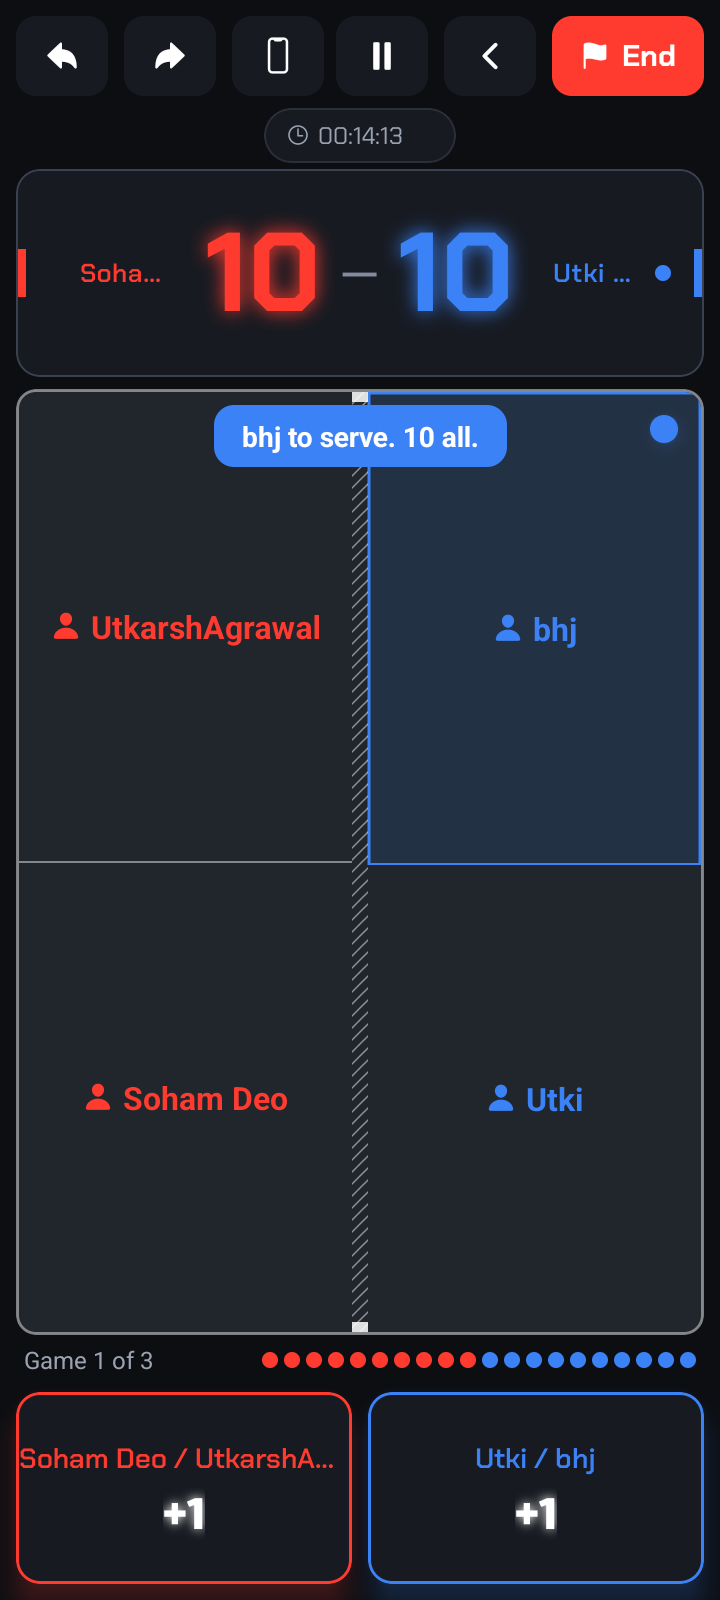 End
00:14:13
Soha... 10 – 10 Utki ...
bhj to serve. 10 all.
UtkarshAgrawal
bhj
Soham Deo
Utki
Game 1 of 3
Soham Deo / UtkarshA...
+1
Utki / bhj
+1